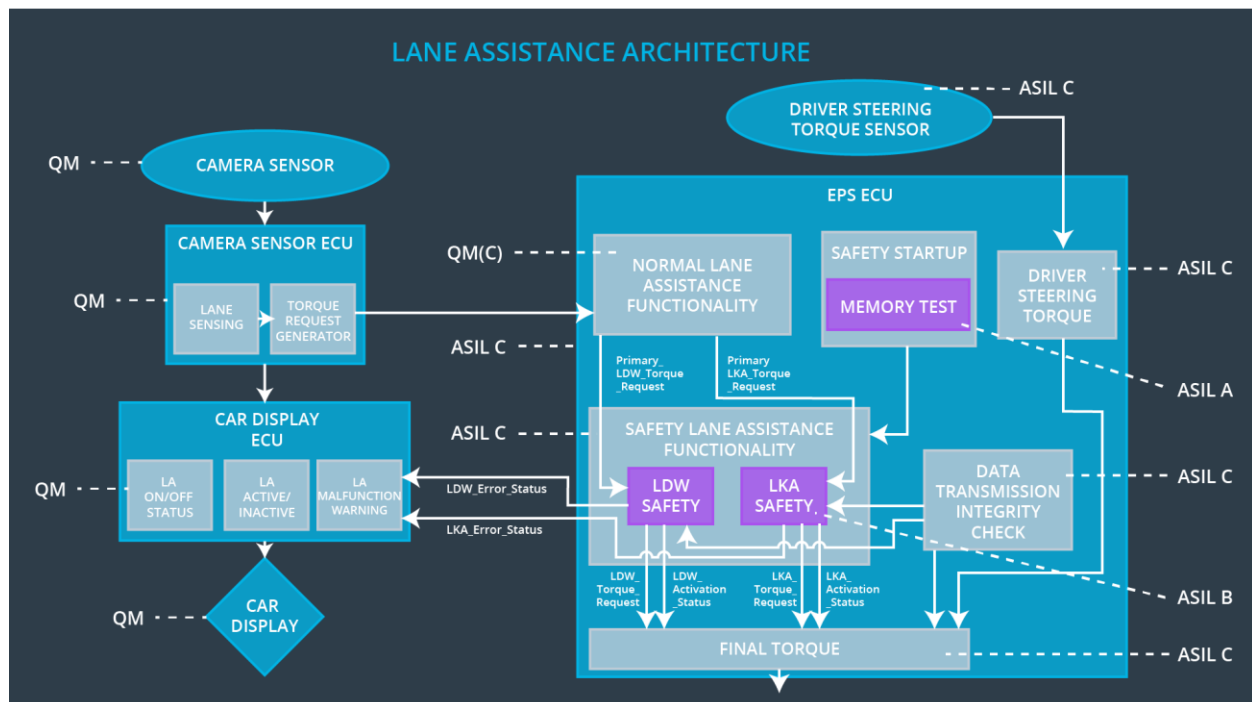 LANE ASSISTANCE ARCHITECTURE
ASIL C
DRIVER STEERING
TORQUE SENSOR
QM
CAMERA SENSOR
EPS ECU
CAMERA SENSOR ECU
QM(C)
NORMAL LANE
ASSISTANCE
FUNCTIONALITY
SAFETY STARTUP
MEMORY TEST
DRIVER
STEERING
TORQUE
ASIL C
QM
LANE
SENSING
TORQUE
REQUEST
GENERATOR
ASIL C
Primary_
LDW_Torque
_Request
Primary
LKA_Torque
_Request
ASIL A
CAR DISPLAY
ECU
ASIL C
SAFETY LANE ASSISTANCE
FUNCTIONALITY
QM
LA
ON/OFF
STATUS
LA
ACTIVE/
INACTIVE
LA
MALFUNCTION
WARNING
LDW_Error_Status
LKA_Error_Status
LDW
SAFETY
LKA
SAFETY
DATA
TRANSMISSION
INTEGRITY
CHECK
ASIL C
LDW_
Torque_
Request
LDW_
Activation
_Status
LKA_
Torque_
Request
LKA_
Activation
_Status
ASIL B
QM
CAR
DISPLAY
FINAL TORQUE
ASIL C